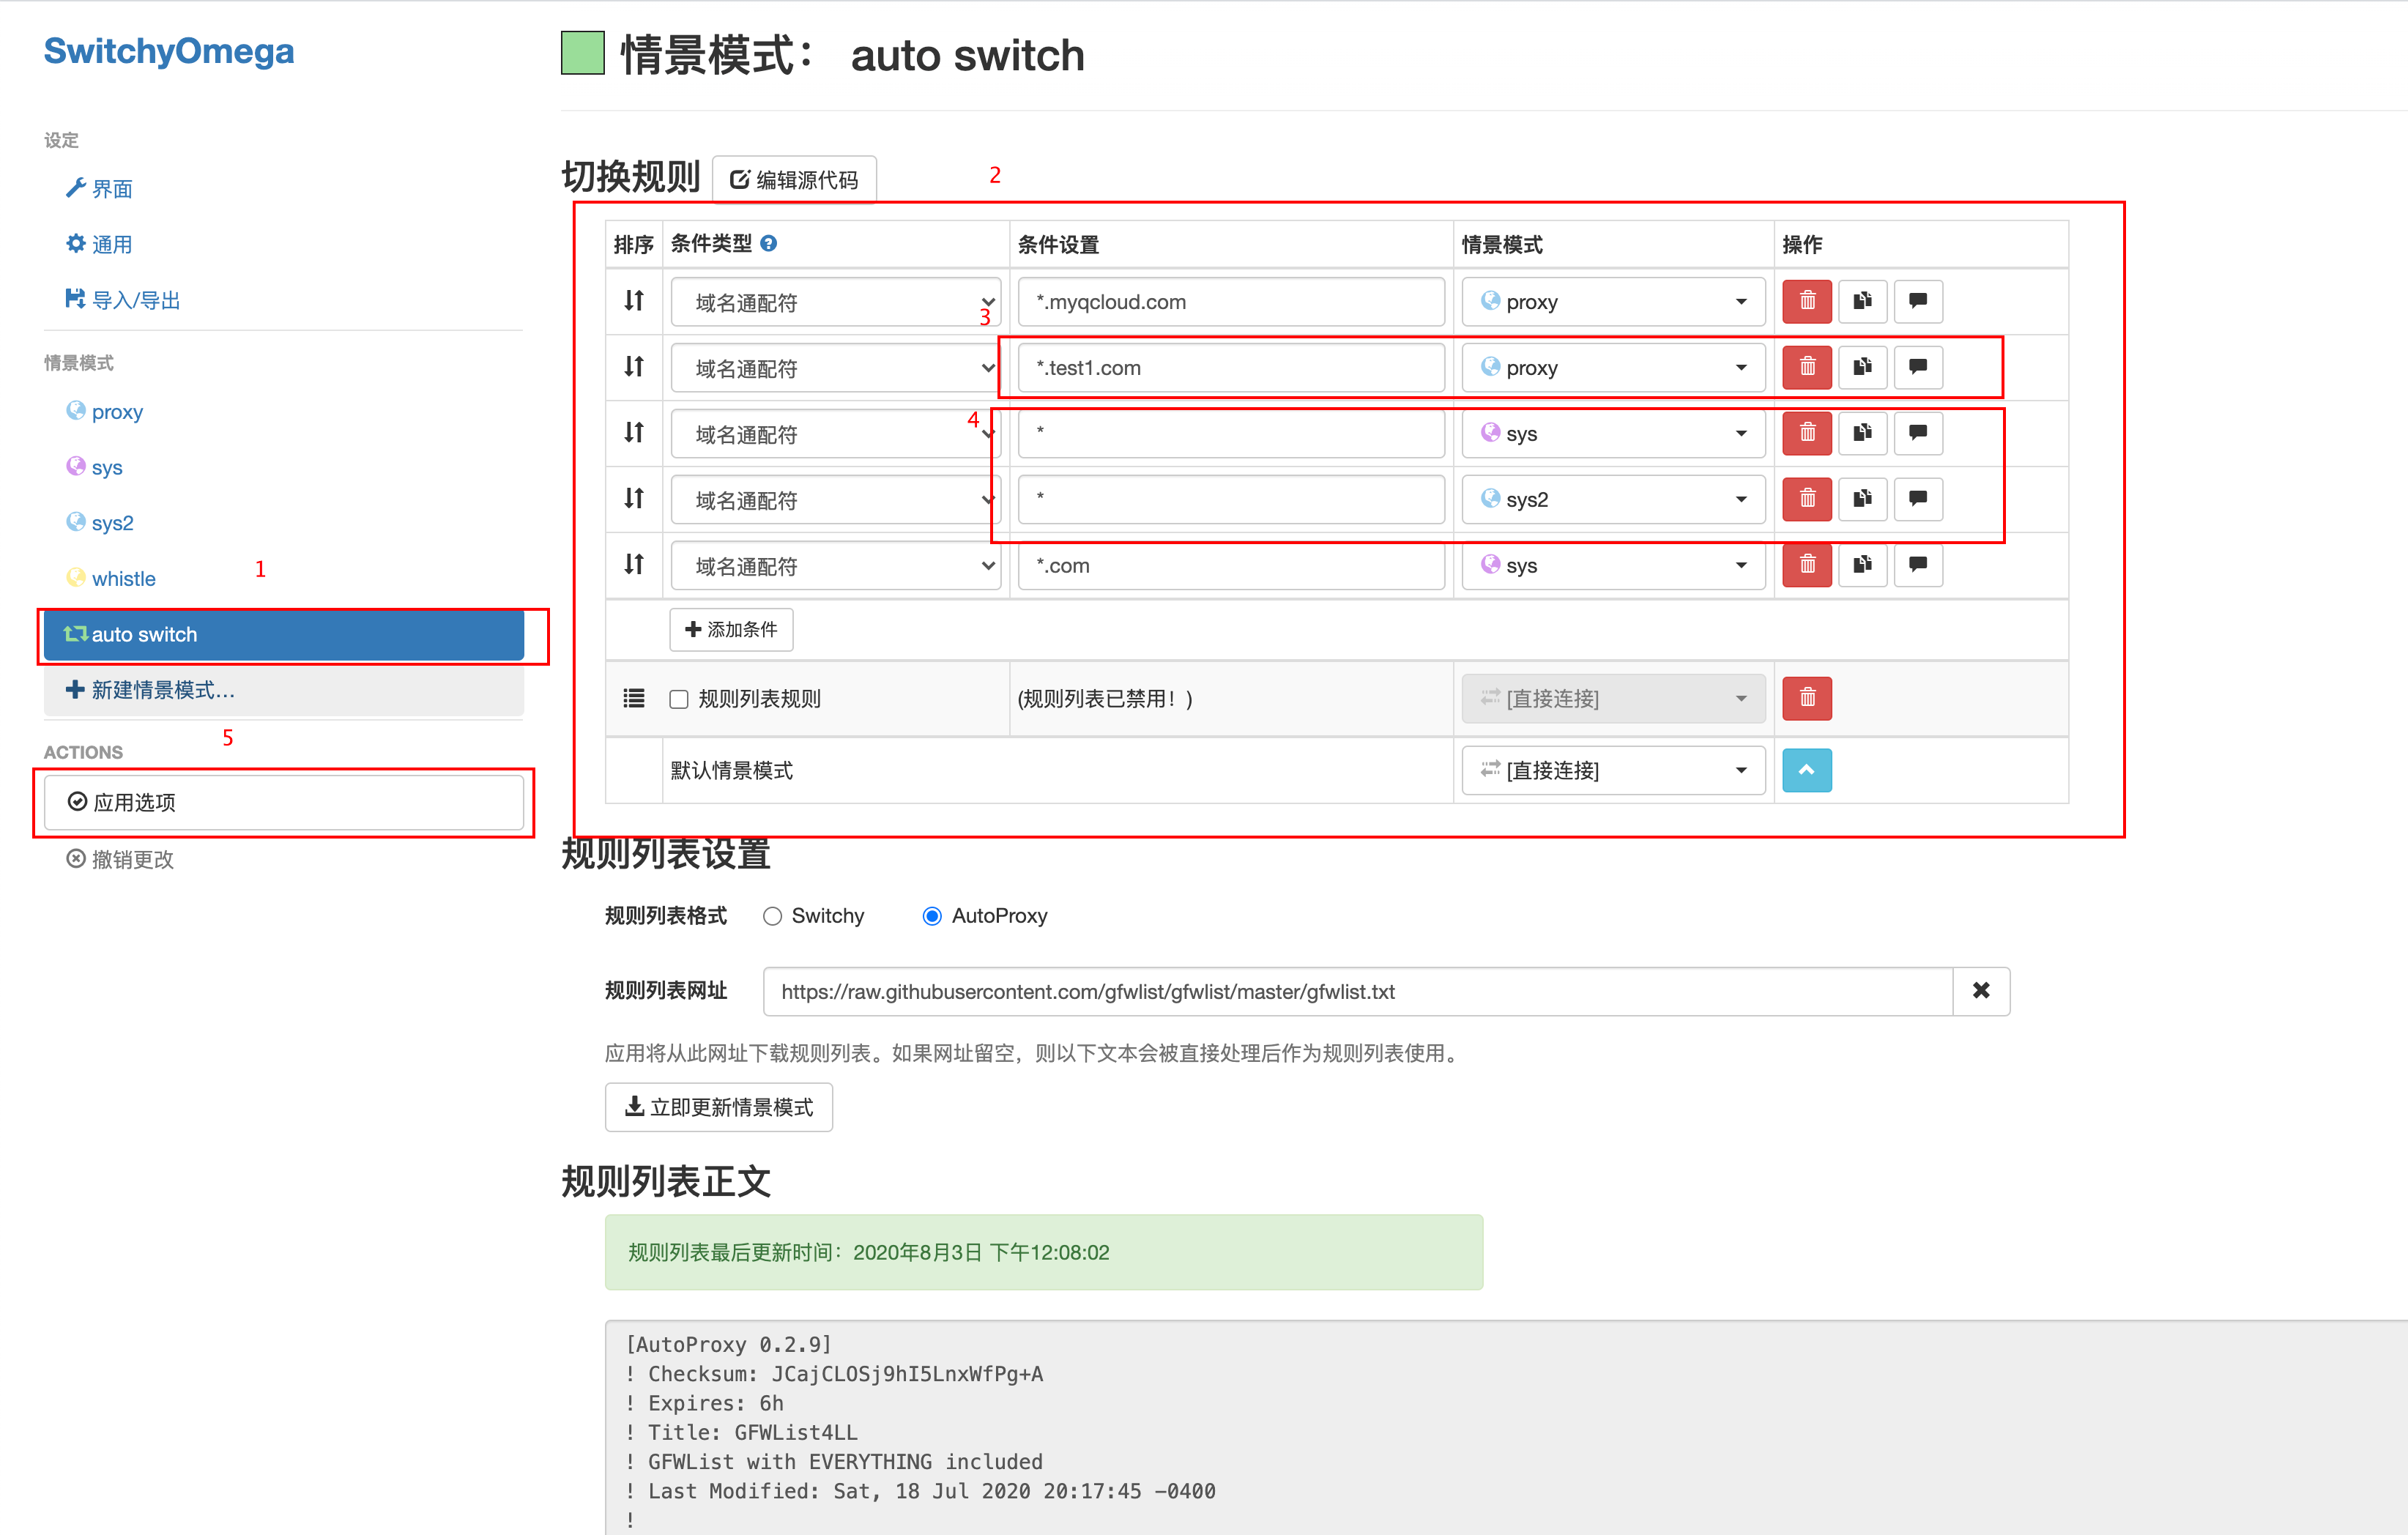 SwitchyOmega
设定
界面
通用
导入/导出
情景模式
proxy
sys
sys2
whistle
1
auto switch
新建情景模式...
5
ACTIONS
应用选项
撤销更改
情景模式： auto switch
切换规则 编辑源代码 2
排序 条件类型 ? 条件设置 情景模式 操作
域名通配符 *.myqcloud.com proxy
3
域名通配符 *.test1.com proxy
4
域名通配符 * sys
域名通配符 * sys2
域名通配符 *.com sys
添加条件
规则列表规则 (规则列表已禁用！) [直接连接]
默认情景模式 [直接连接]
规则列表设置
规则列表格式 Switchy AutoProxy
规则列表网址 https://raw.githubusercontent.com/gfwlist/gfwlist/master/gfwlist.txt
应用将从此网址下载规则列表。如果网址留空，则以下文本会被直接处理后作为规则列表使用。
立即更新情景模式
规则列表正文
规则列表最后更新时间：2020年8月3日 下午12:08:02
[AutoProxy 0.2.9]
! Checksum: JCajCLOSj9hI5LnxWfPg+A
! Expires: 6h
! Title: GFWList4LL
! GFWList with EVERYTHING included
! Last Modified: Sat, 18 Jul 2020 20:17:45 -0400
!